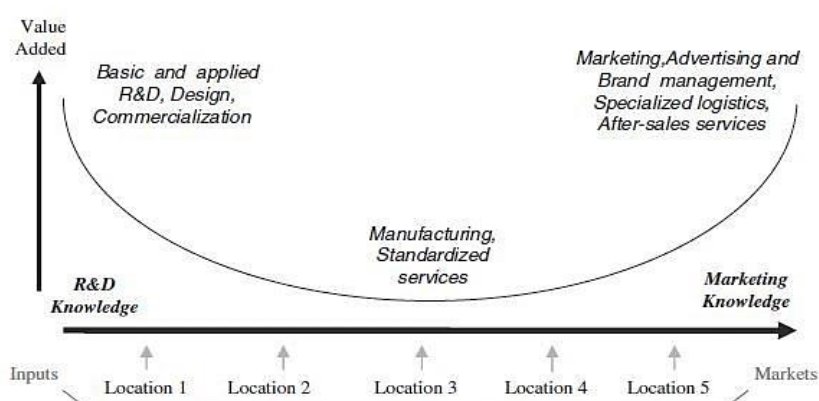 Value
Added
Basic and applied
R&D, Design,
Commercialization
Marketing,Advertising and
Brand management,
Specialized logistics,
After-sales services
Manufacturing,
Standardized
services
R&D
Knowledge
Marketing
Knowledge
Inputs
Location 1
Location 2
Location 3
Location 4
Location 5
Markets